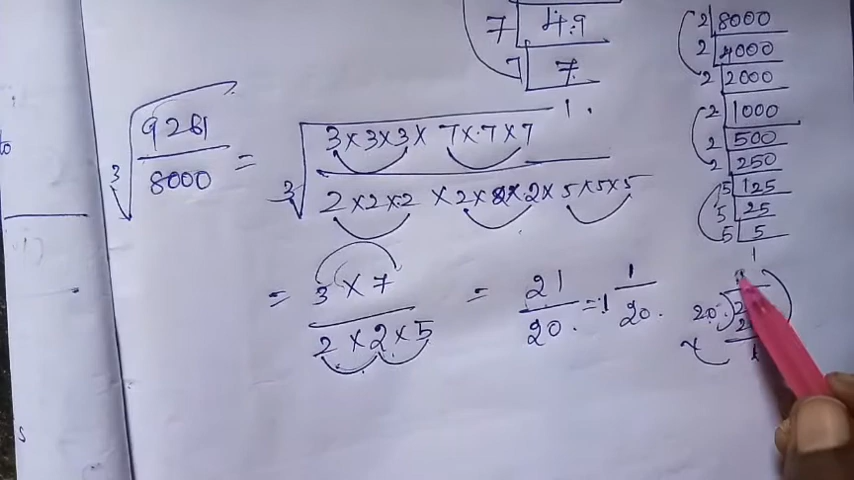 7 | 49
7 | 7
1.
∛(9261/8000) = ∛((3×3×3×7×7×7)/(2×2×2×2×2×2×5×5×5))
= (3×7)/(2×2×5) = 21/20. = 1 1/20.
2 | 8000
2 | 4000
2 | 2000
2 | 1000
2 | 500
2 | 250
5 | 125
5 | 25
5 | 5
1
20